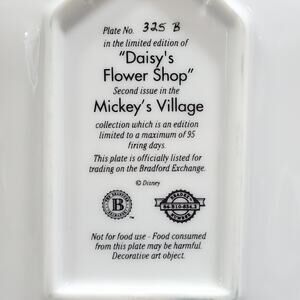 Plate No. 325 B
in the limited edition of
"Daisy's
Flower Shop"
Second issue in the
Mickey's Village
collection which is an edition
limited to a maximum of 95
firing days.
This plate is officially listed for
trading on the Bradford Exchange.
© Disney
B
Not for food use - Food consumed
from this plate may be harmful.
Decorative art object.